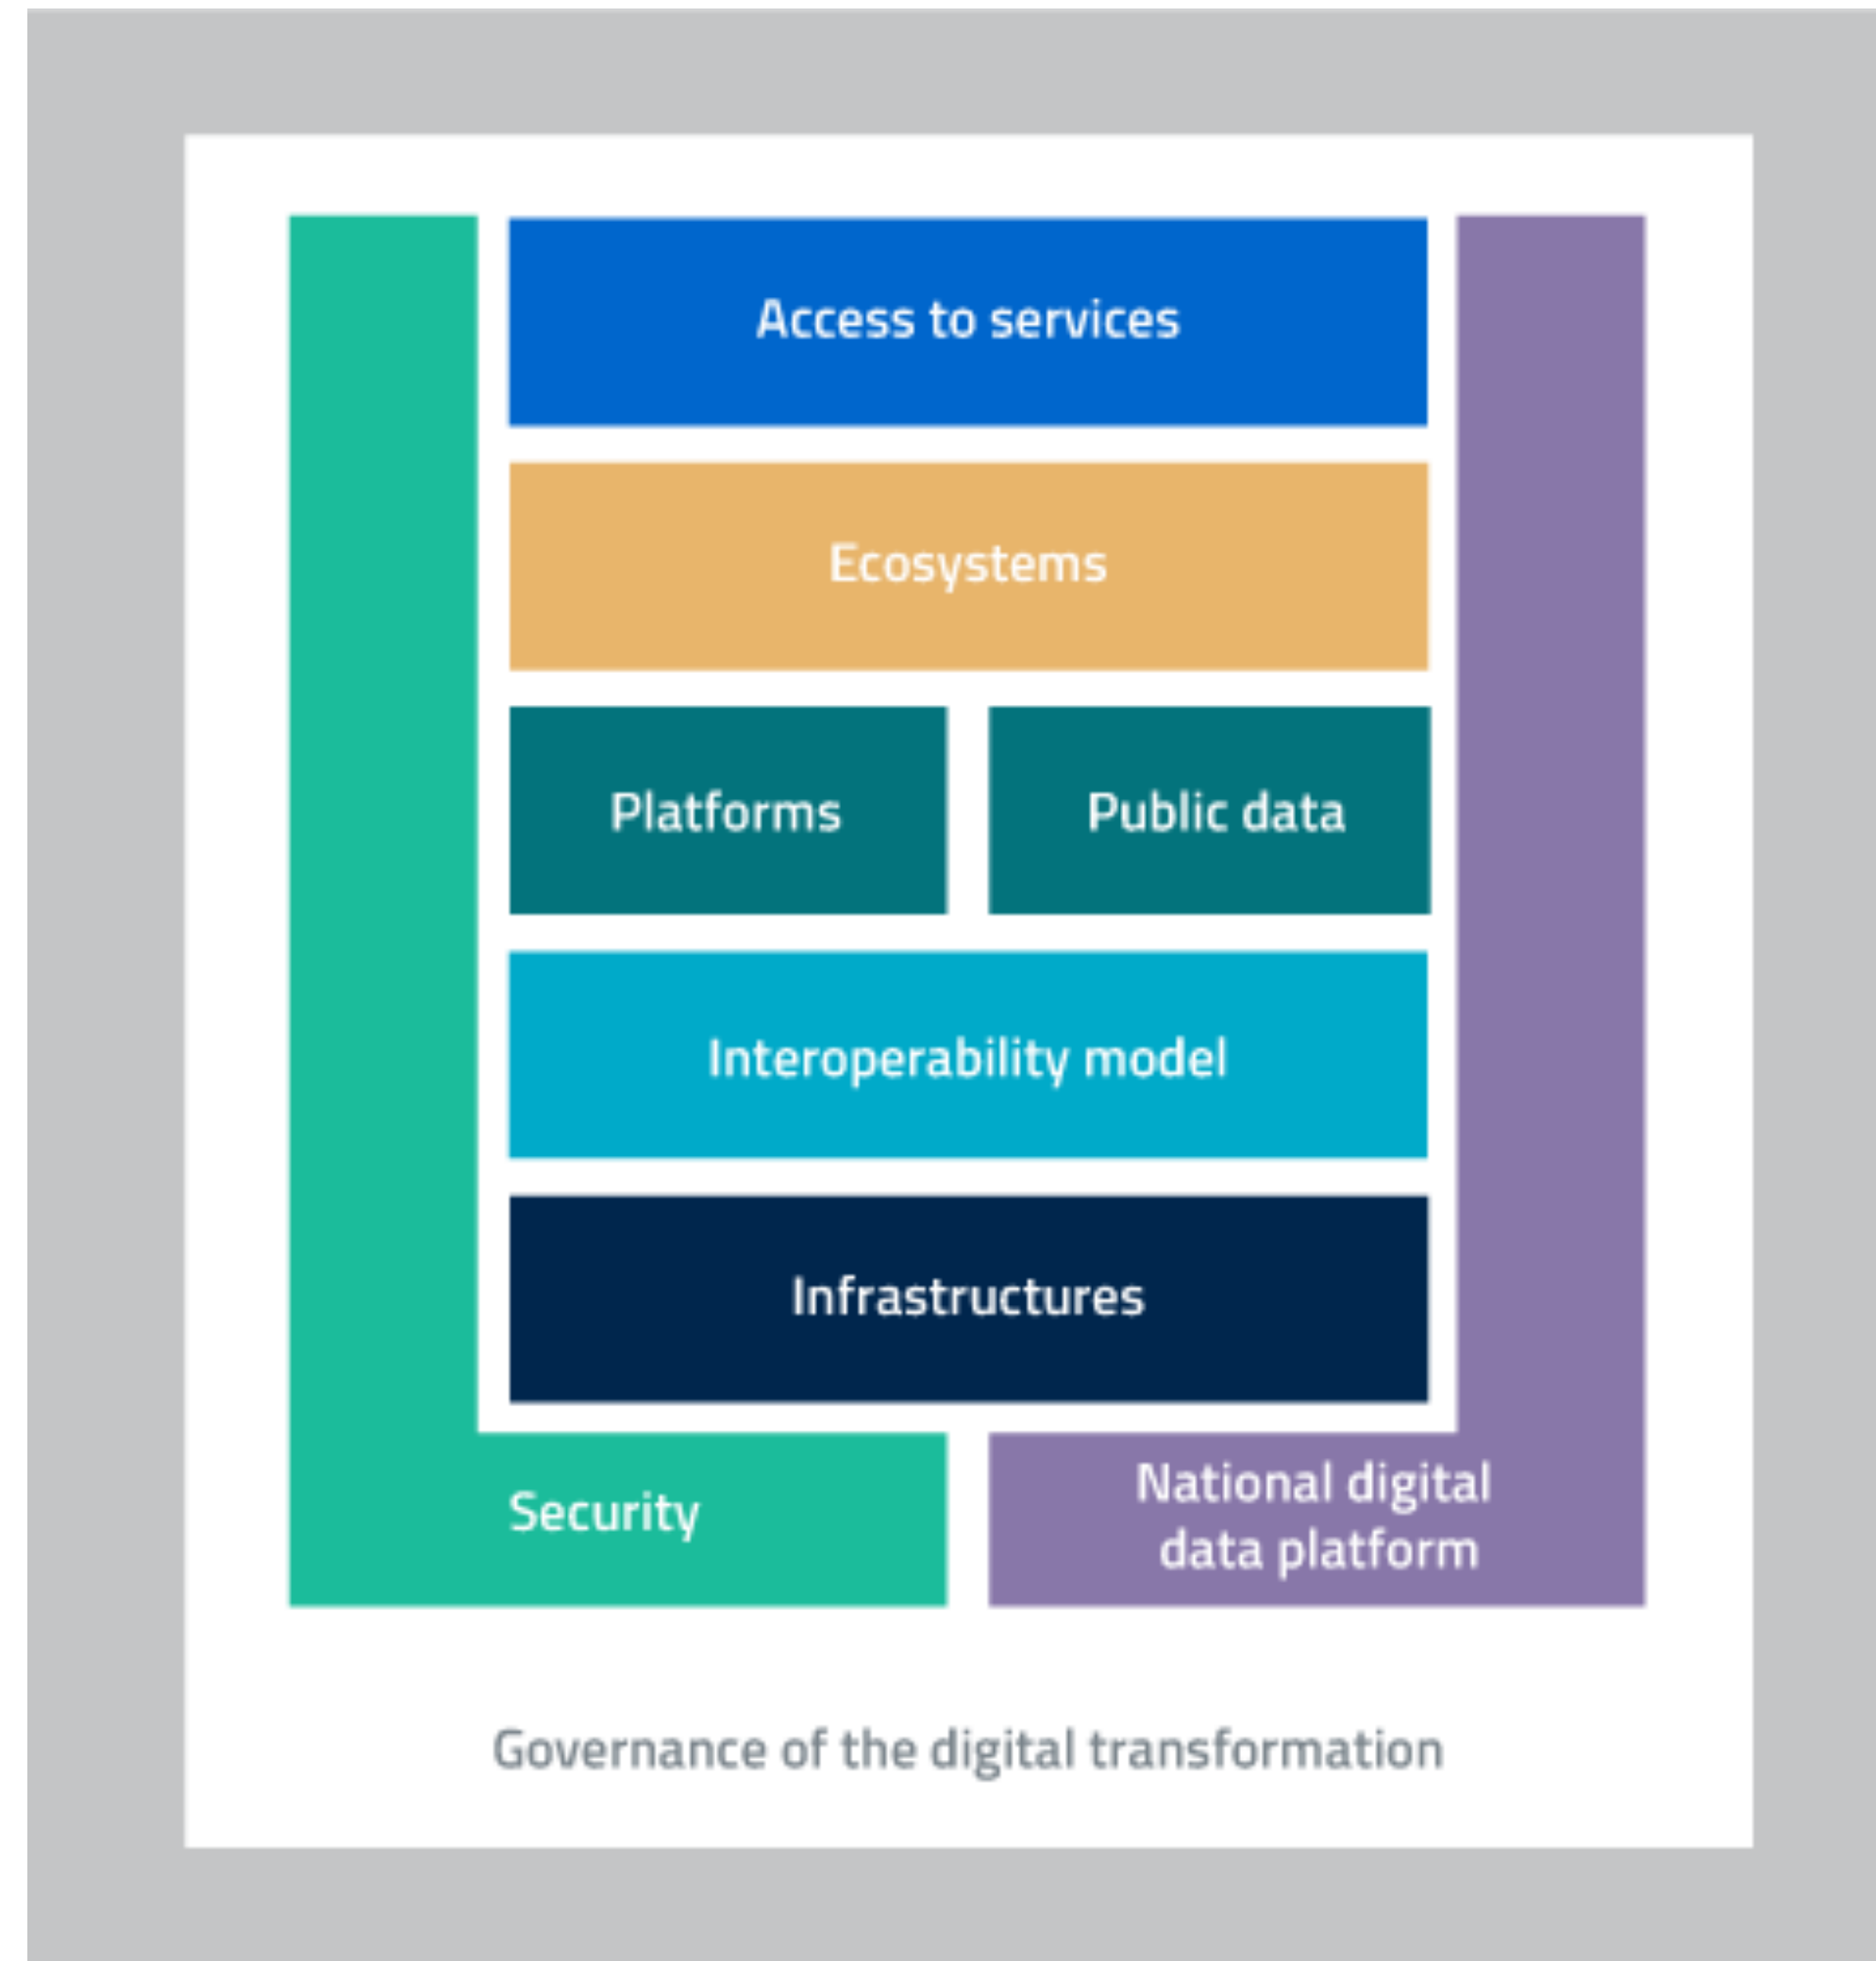 Access to services
Ecosystems
Platforms
Public data
Interoperability model
Infrastructures
Security
National digital
data platform
Governance of the digital transformation